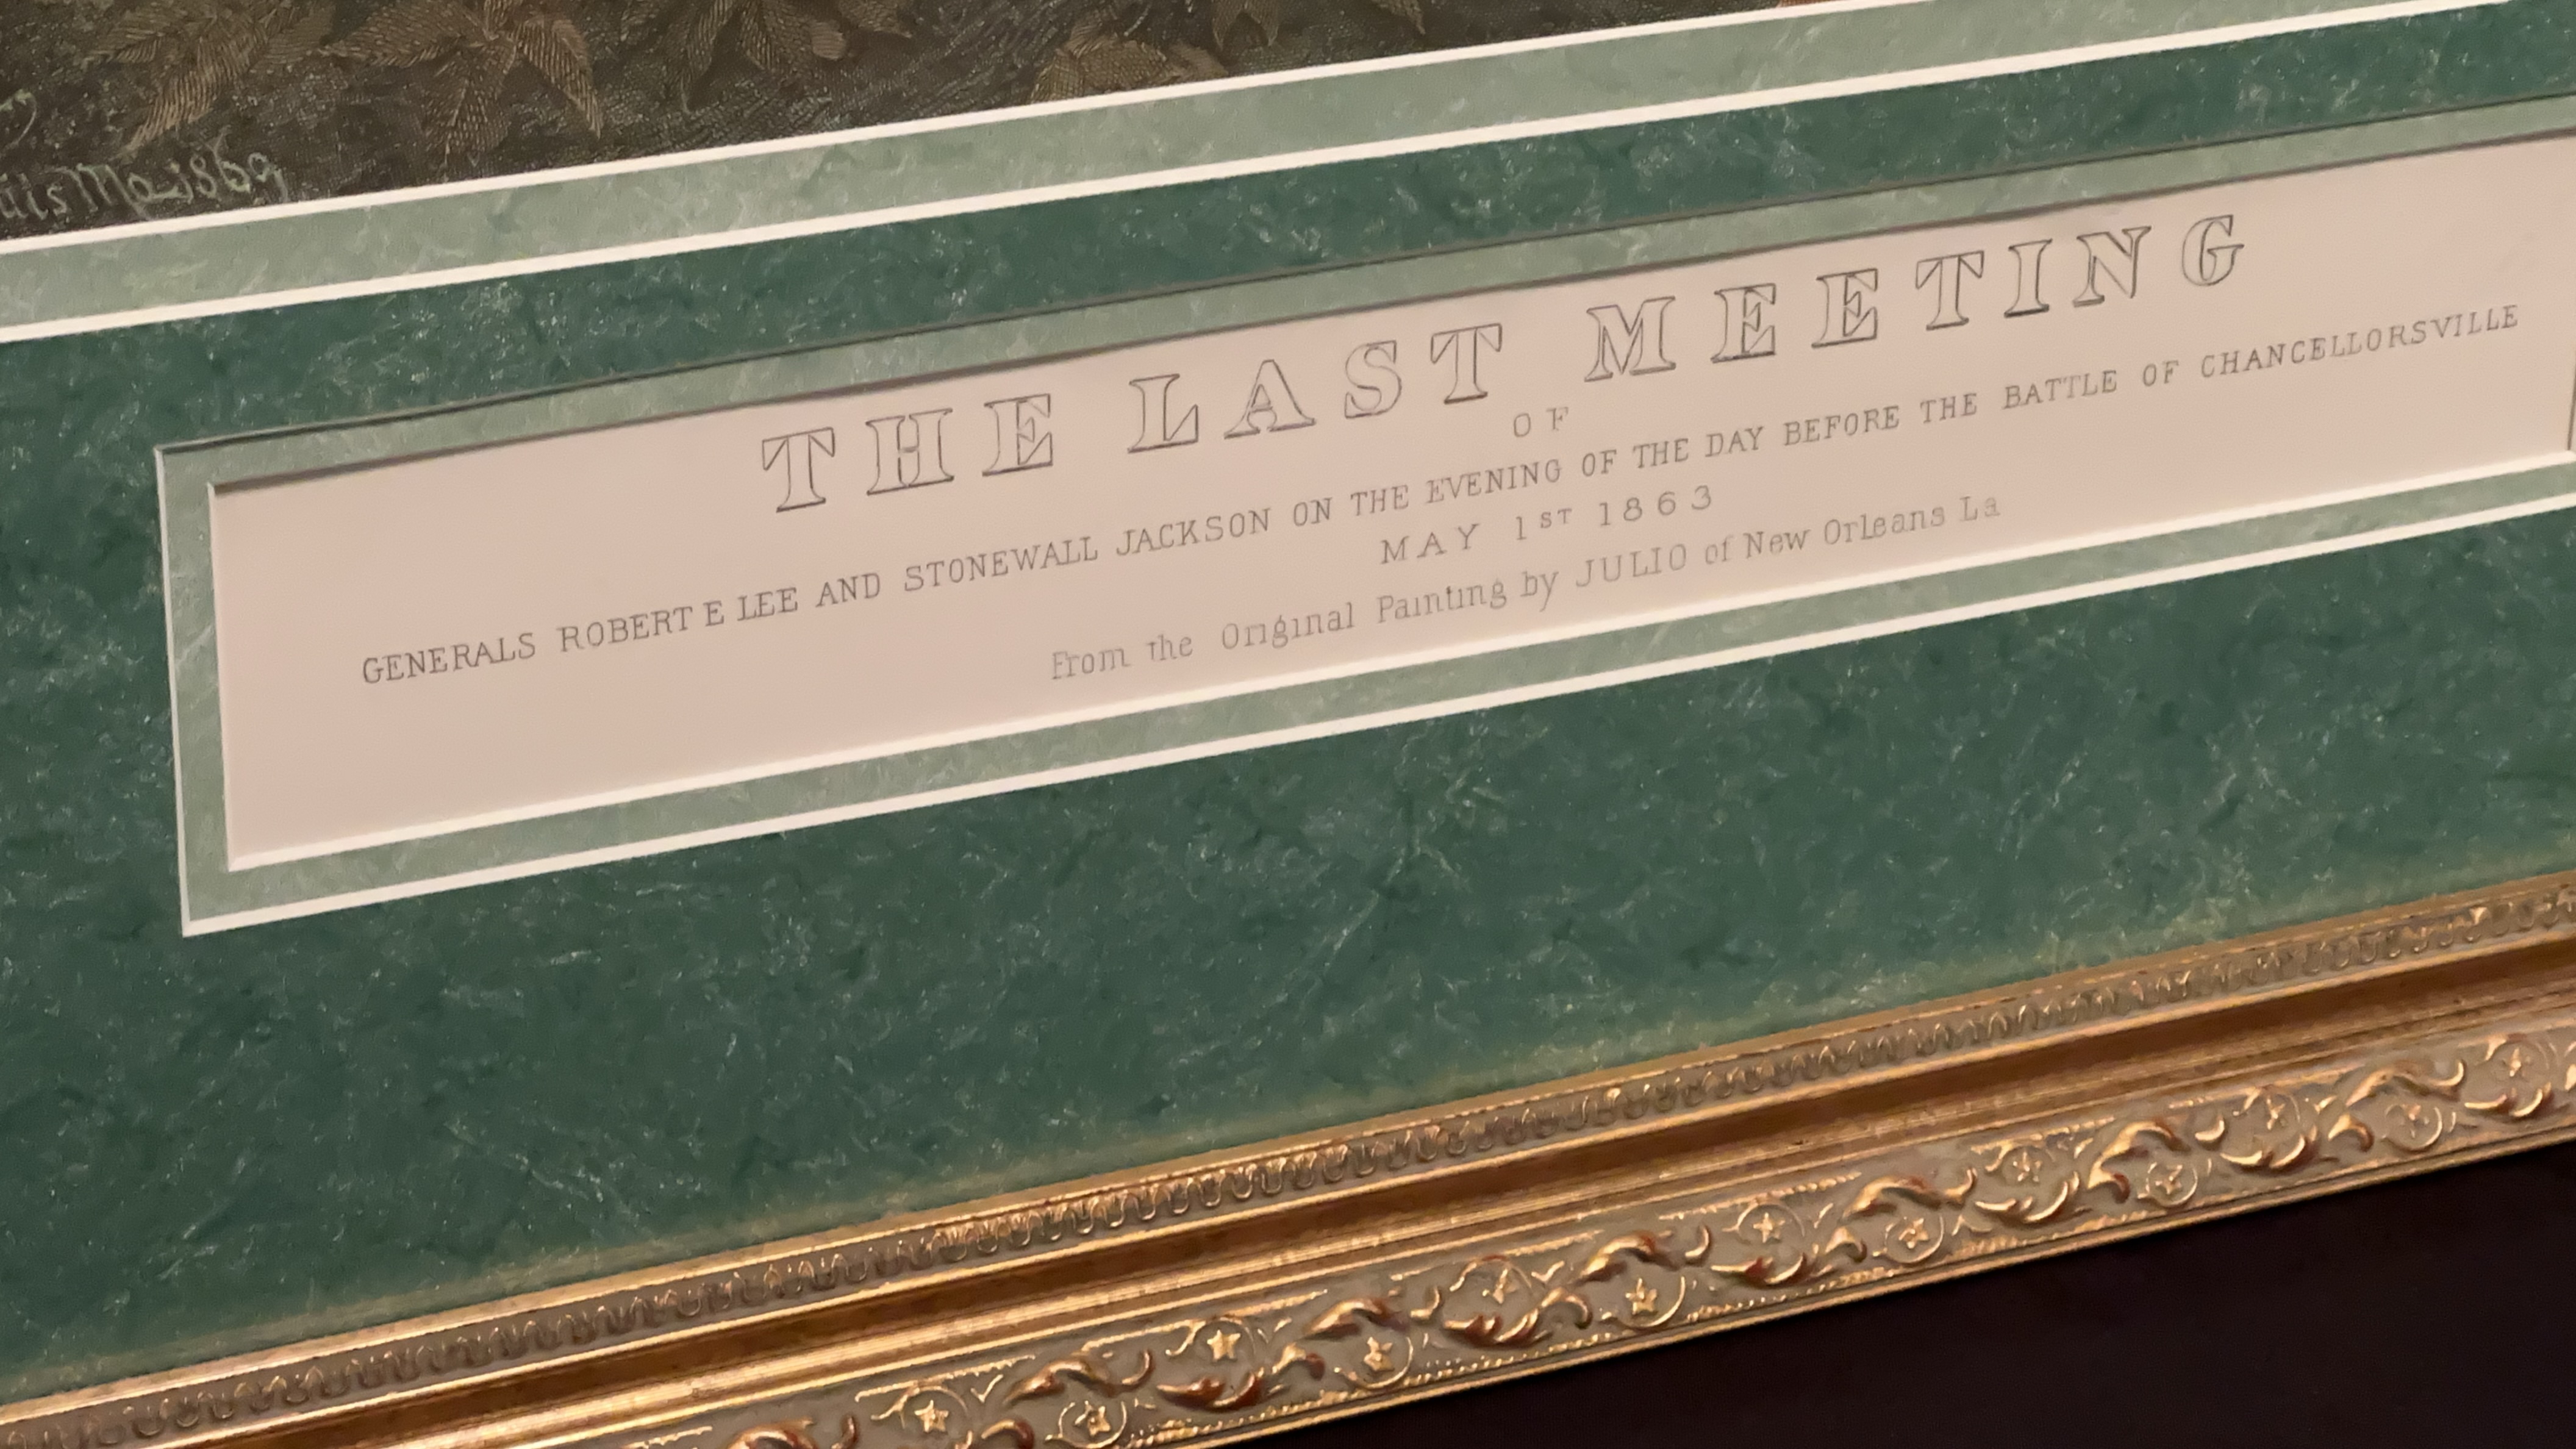 1869
THE LAST MEETING
OF
GENERALS ROBERT E LEE AND STONEWALL JACKSON ON THE EVENING OF THE DAY BEFORE THE BATTLE OF CHANCELLORSVILLE
MAY 1ST 1863
From the Original Painting by JULIO of New Orleans La